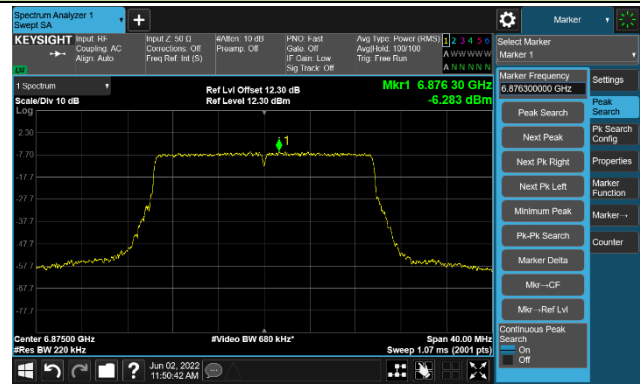 Spectrum Analyzer 1
Swept SA
Marker
KEYSIGHT
Input: RF
Coupling: AC
Align: Auto
Input Z: 50 Ω
Corrections: Off
Freq Ref: Int (S)
#Atten: 10 dB
Preamp: Off
PNO: Fast
Gate: Off
IF Gain: Low
Sig Track: Off
Avg Type: Power (RMS)
Avg|Hold: 100/100
Trig: Free Run
1 2 3 4 5 6
A W W W W W
A N N N N N
Select Marker
Marker 1
1 Spectrum
Scale/Div 10 dB
Log
Ref Lvl Offset 12.30 dB
Ref Level 12.30 dBm
Mkr1 6.876 30 GHz
-6.283 dBm
2.30
-7.70
-17.7
-27.7
-37.7
-47.7
-57.7
-67.7
-77.7
1
Center 6.87500 GHz
#Res BW 220 kHz
#Video BW 680 kHz*
Span 40.00 MHz
Sweep 1.07 ms (2001 pts)
Marker Frequency
6.876300000 GHz
Peak Search
Next Peak
Next Pk Right
Next Pk Left
Minimum Peak
Pk-Pk Search
Marker Delta
Mkr→CF
Mkr→Ref Lvl
Continuous Peak
Search
On
Off
Settings
Peak
Search
Pk Search
Config
Properties
Marker
Function
Marker→
Counter
Jun 02, 2022
11:50:42 AM